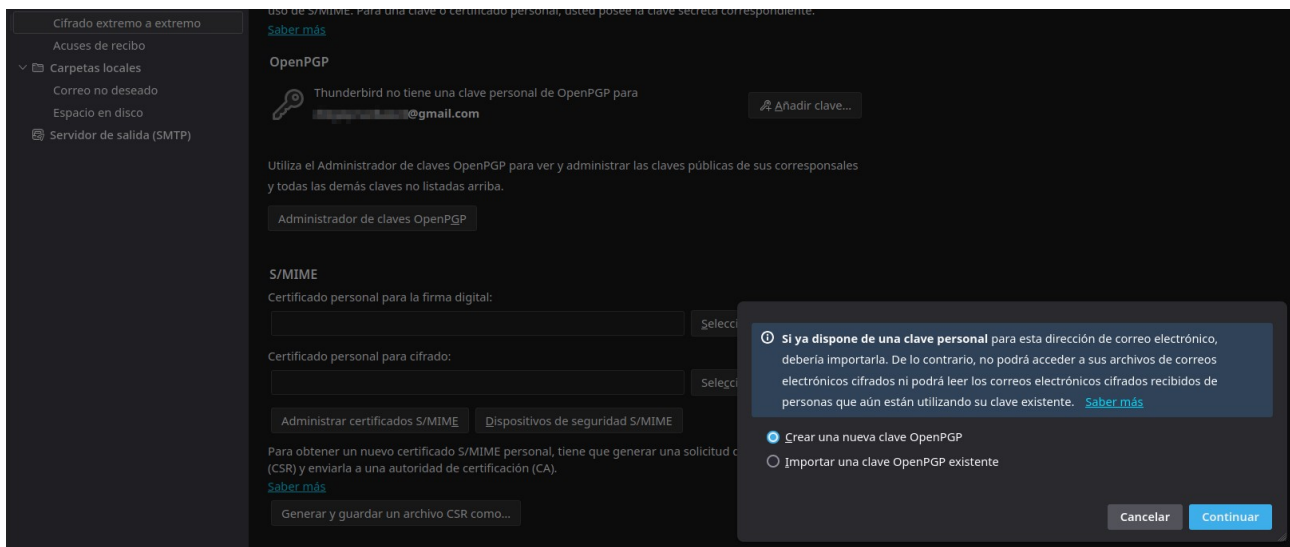 Cifrado extremo a extremo
Acuses de recibo
Carpetas locales
Correo no deseado
Espacio en disco
Servidor de salida (SMTP)
uso de S/MIME. Para una clave o certificado personal, usted posee la clave secreta correspondiente.
Saber más
OpenPGP
Thunderbird no tiene una clave personal de OpenPGP para
@gmail.com
Añadir clave...
Utiliza el Administrador de claves OpenPGP para ver y administrar las claves públicas de sus corresponsales
y todas las demás claves no listadas arriba.
Administrador de claves OpenPGP
S/MIME
Certificado personal para la firma digital:
Selecci
Certificado personal para cifrado:
Selecci
Administrar certificados S/MIME Dispositivos de seguridad S/MIME
Para obtener un nuevo certificado S/MIME personal, tiene que generar una solicitud
(CSR) y enviarla a una autoridad de certificación (CA).
Saber más
Generar y guardar un archivo CSR como...
Si ya dispone de una clave personal para esta dirección de correo electrónico,
debería importarla. De lo contrario, no podrá acceder a sus archivos de correos
electrónicos cifrados ni podrá leer los correos electrónicos cifrados recibidos de
personas que aún están utilizando su clave existente. Saber más
Crear una nueva clave OpenPGP
Importar una clave OpenPGP existente
Cancelar Continuar